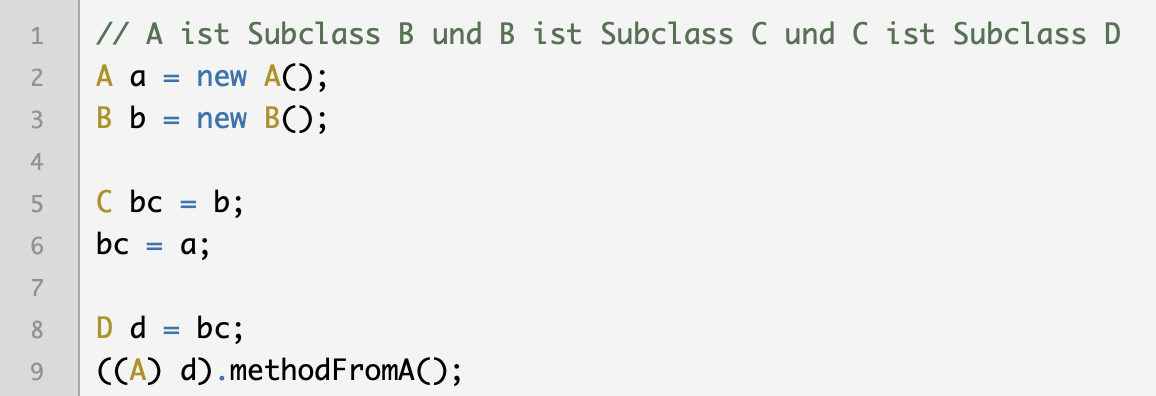 1 // A ist Subclass B und B ist Subclass C und C ist Subclass D
2 A a = new A();
3 B b = new B();
4
5 C bc = b;
6 bc = a;
7
8 D d = bc;
9 ((A) d).methodFromA();